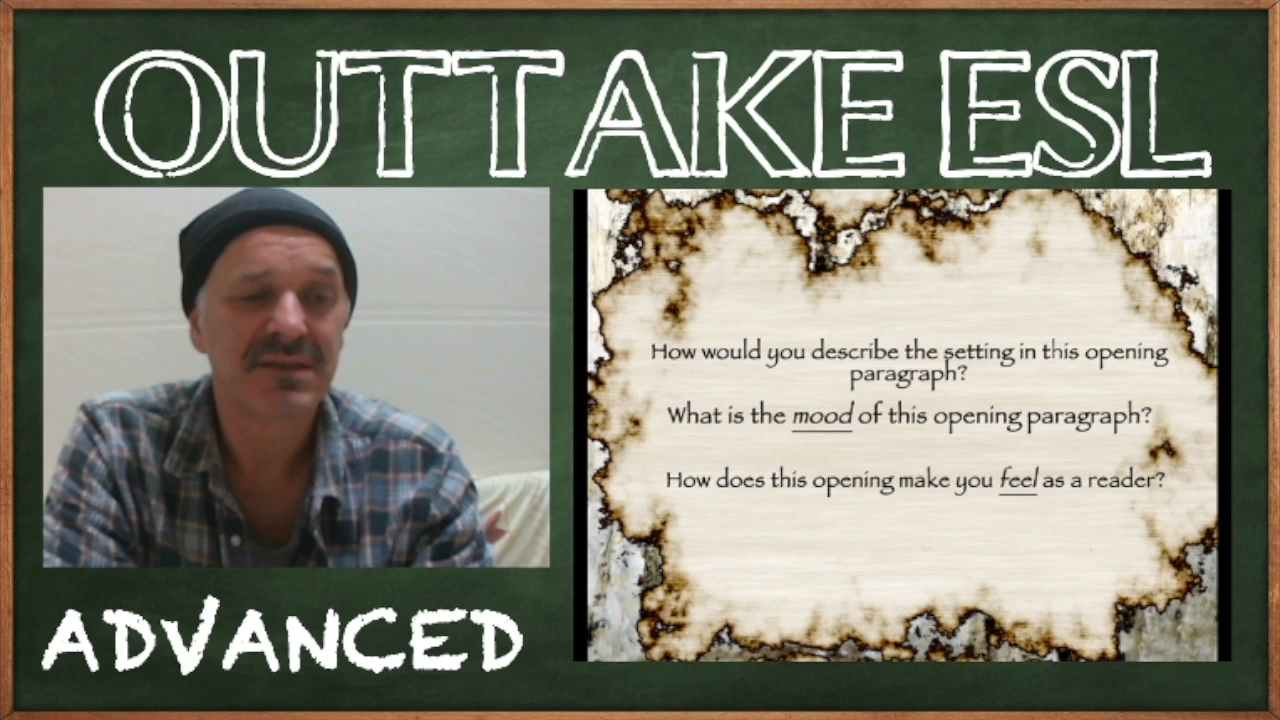 OUTTAKE ESL
How would you describe the setting in this opening
paragraph?
What is the mood of this opening paragraph?
How does this opening make you feel as a reader?
ADVANCED